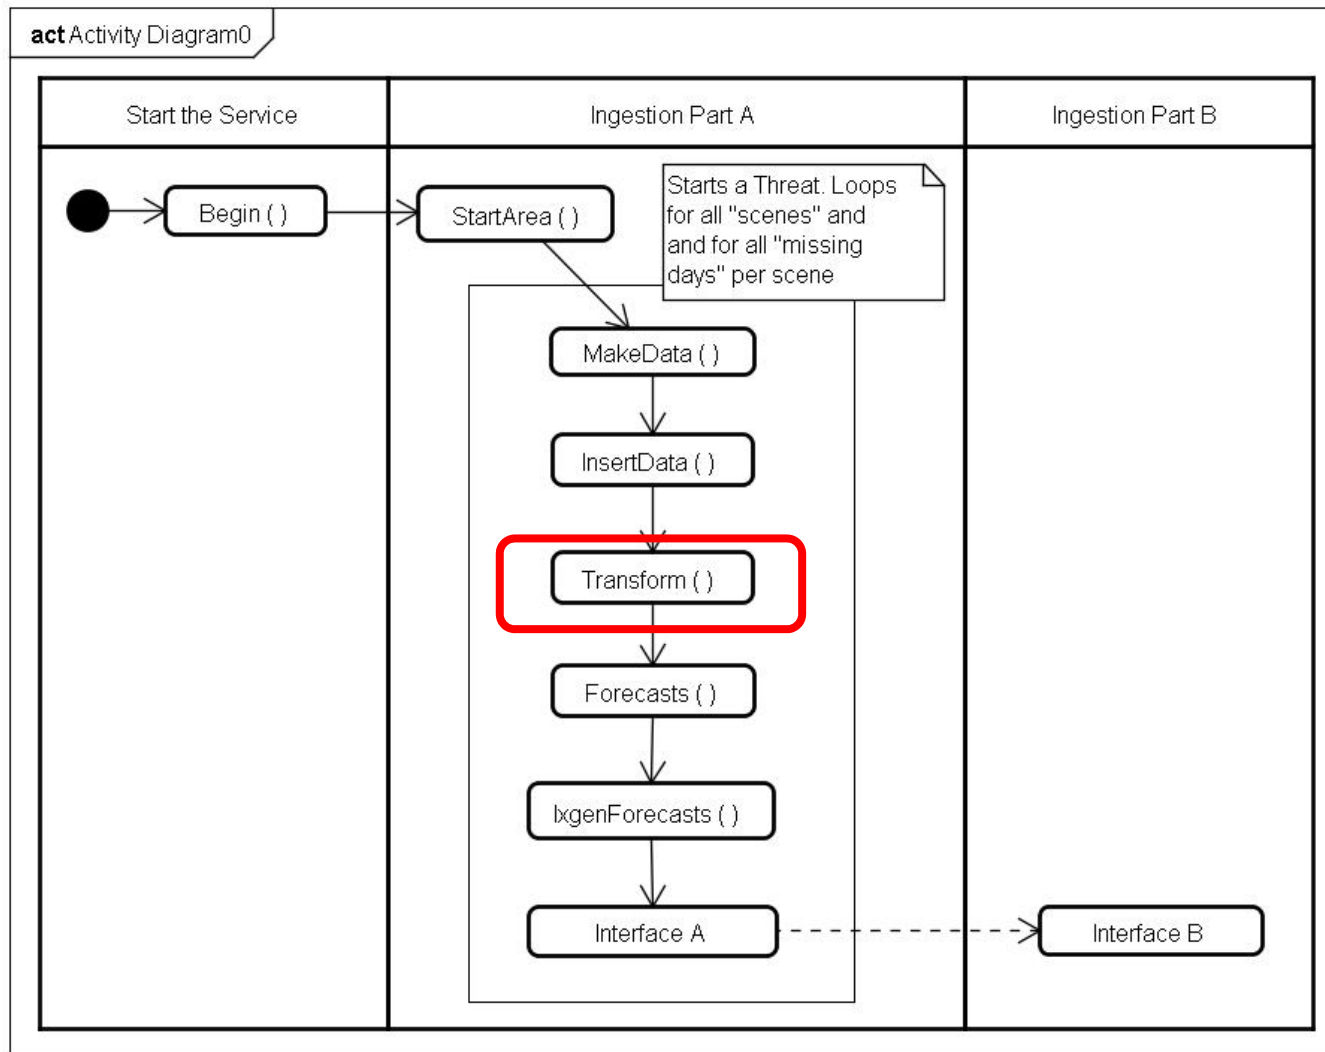 act Activity Diagram0
Start the Service
Ingestion Part A
Ingestion Part B
Begin ( )
StartArea ( )
Starts a Threat. Loops
for all "scenes" and
and for all "missing
days" per scene
MakeData ( )
InsertData ( )
Transform ( )
Forecasts ( )
IxgenForecasts ( )
Interface A
Interface B